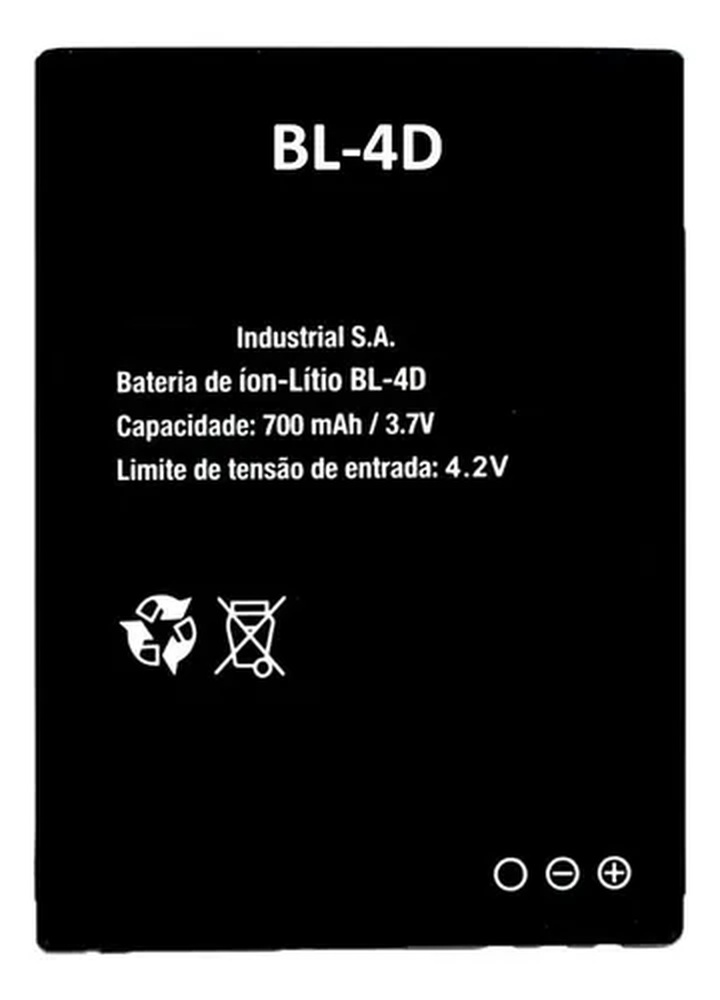 BL-4D
Industrial S.A.
Bateria de íon-Lítio BL-4D
Capacidade: 700 mAh / 3.7V
Limite de tensão de entrada: 4.2V